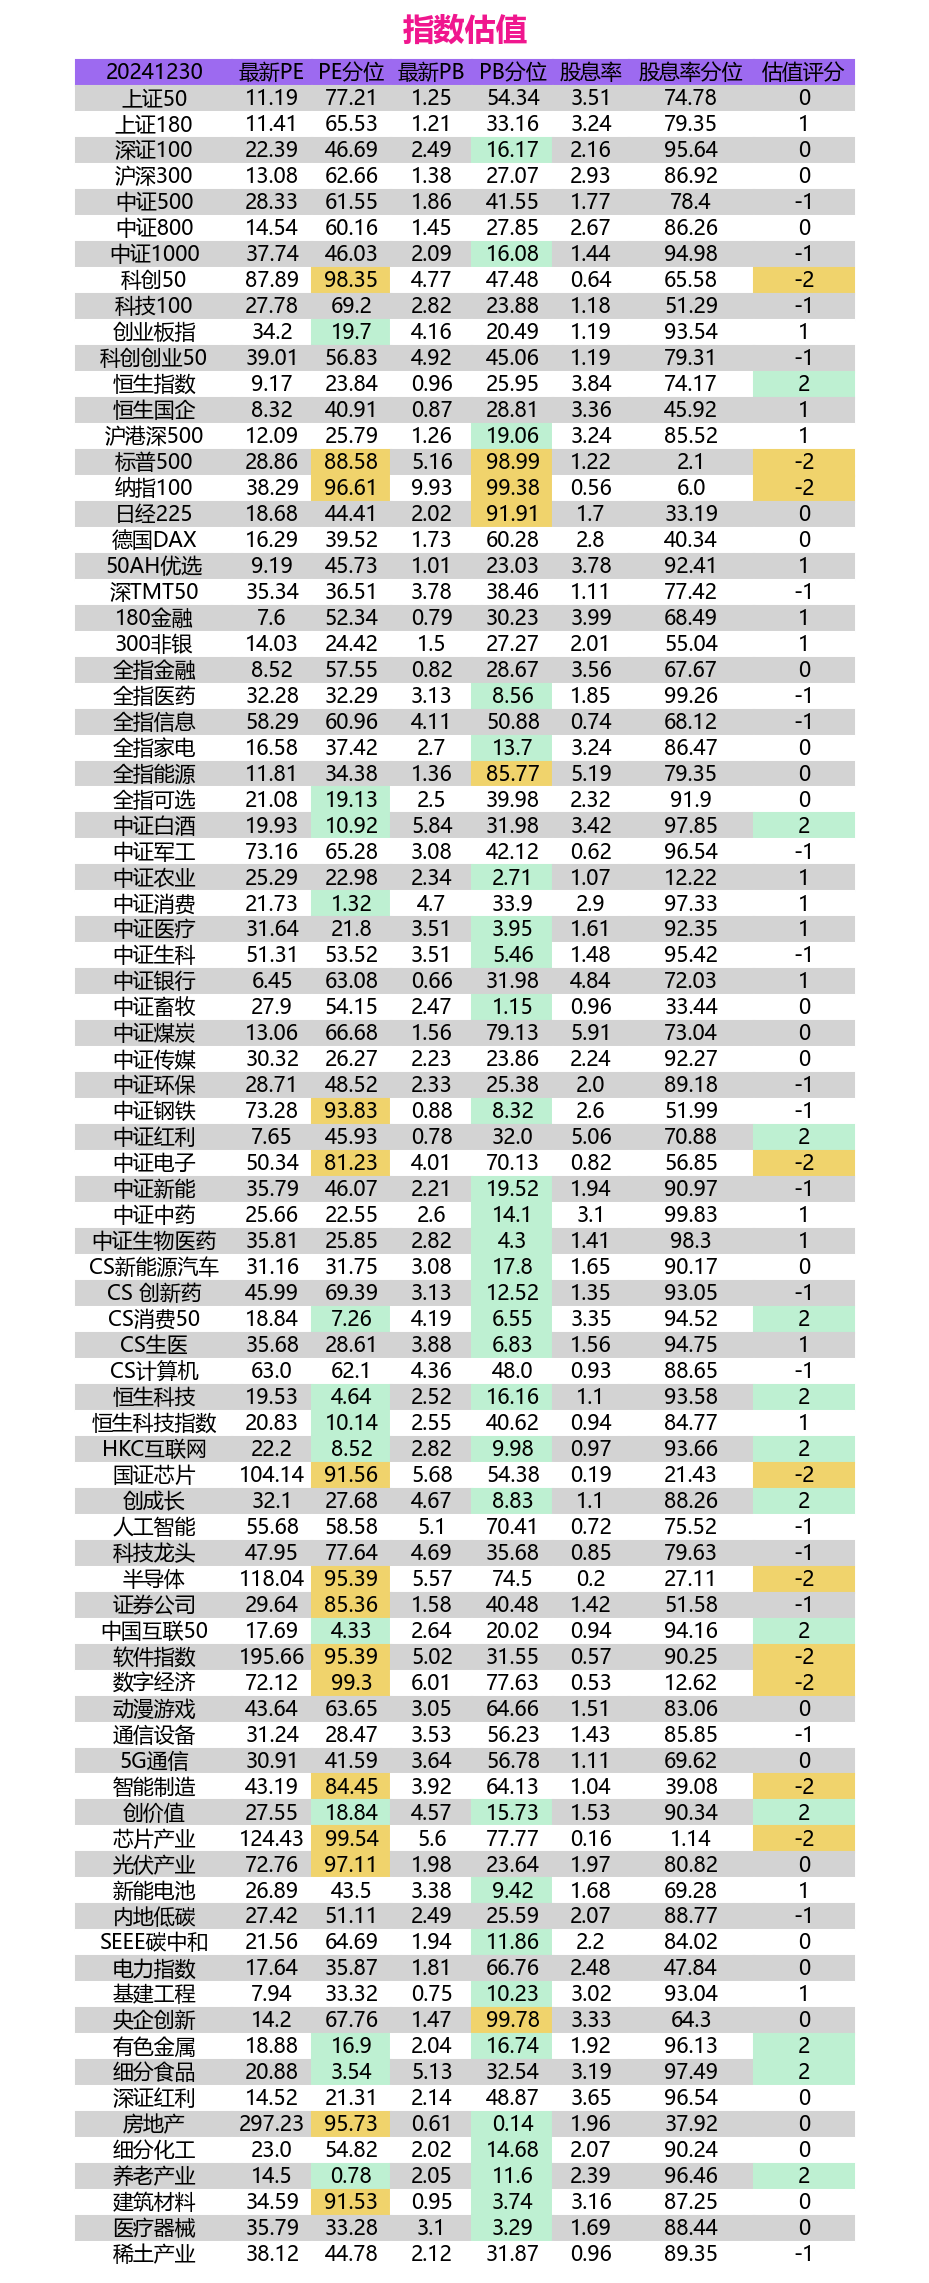 指数估值
20241230 最新PE PE分位 最新PB PB分位 股息率 股息率分位 估值评分
上证50 11.19 77.21 1.25 54.34 3.51 74.78 0
上证180 11.41 65.53 1.21 33.16 3.24 79.35 1
深证100 22.39 46.69 2.49 16.17 2.16 95.64 0
沪深300 13.08 62.66 1.38 27.07 2.93 86.92 0
中证500 28.33 61.55 1.86 41.55 1.77 78.4 -1
中证800 14.54 60.16 1.45 27.85 2.67 86.26 0
中证1000 37.74 46.03 2.09 16.08 1.44 94.98 -1
科创50 87.89 98.35 4.77 47.48 0.64 65.58 -2
科技100 27.78 69.2 2.82 23.88 1.18 51.29 -1
创业板指 34.2 19.7 4.16 20.49 1.19 93.54 1
科创创业50 39.01 56.83 4.92 45.06 1.19 79.31 -1
恒生指数 9.17 23.84 0.96 25.95 3.84 74.17 2
恒生国企 8.32 40.91 0.87 28.81 3.36 45.92 1
沪港深500 12.09 25.79 1.26 19.06 3.24 85.52 1
标普500 28.86 88.58 5.16 98.99 1.22 2.1 -2
纳指100 38.29 96.61 9.93 99.38 0.56 6.0 -2
日经225 18.68 44.41 2.02 91.91 1.7 33.19 0
德国DAX 16.29 39.52 1.73 60.28 2.8 40.34 0
50AH优选 9.19 45.73 1.01 23.03 3.78 92.41 1
深TMT50 35.34 36.51 3.78 38.46 1.11 77.42 -1
180金融 7.6 52.34 0.79 30.23 3.99 68.49 1
300非银 14.03 24.42 1.5 27.27 2.01 55.04 1
全指金融 8.52 57.55 0.82 28.67 3.56 67.67 0
全指医药 32.28 32.29 3.13 8.56 1.85 99.26 -1
全指信息 58.29 60.96 4.11 50.88 0.74 68.12 -1
全指家电 16.58 37.42 2.7 13.7 3.24 86.47 0
全指能源 11.81 34.38 1.36 85.77 5.19 79.35 0
全指可选 21.08 19.13 2.5 39.98 2.32 91.9 0
中证白酒 19.93 10.92 5.84 31.98 3.42 97.85 2
中证军工 73.16 65.28 3.08 42.12 0.62 96.54 -1
中证农业 25.29 22.98 2.34 2.71 1.07 12.22 1
中证消费 21.73 1.32 4.7 33.9 2.9 97.33 1
中证医疗 31.64 21.8 3.51 3.95 1.61 92.35 1
中证生科 51.31 53.52 3.51 5.46 1.48 95.42 -1
中证银行 6.45 63.08 0.66 31.98 4.84 72.03 1
中证畜牧 27.9 54.15 2.47 1.15 0.96 33.44 0
中证煤炭 13.06 66.68 1.56 79.13 5.91 73.04 0
中证传媒 30.32 26.27 2.23 23.86 2.24 92.27 0
中证环保 28.71 48.52 2.33 25.38 2.0 89.18 -1
中证钢铁 73.28 93.83 0.88 8.32 2.6 51.99 -1
中证红利 7.65 45.93 0.78 32.0 5.06 70.88 2
中证电子 50.34 81.23 4.01 70.13 0.82 56.85 -2
中证新能 35.79 46.07 2.21 19.52 1.94 90.97 -1
中证中药 25.66 22.55 2.6 14.1 3.1 99.83 1
中证生物医药 35.81 25.85 2.82 4.3 1.41 98.3 1
CS新能源汽车 31.16 31.75 3.08 17.8 1.65 90.17 0
CS 创新药 45.99 69.39 3.13 12.52 1.35 93.05 -1
CS消费50 18.84 7.26 4.19 6.55 3.35 94.52 2
CS生医 35.68 28.61 3.88 6.83 1.56 94.75 1
CS计算机 63.0 62.1 4.36 48.0 0.93 88.65 -1
恒生科技 19.53 4.64 2.52 16.16 1.1 93.58 2
恒生科技指数 20.83 10.14 2.55 40.62 0.94 84.77 1
HKC互联网 22.2 8.52 2.82 9.98 0.97 93.66 2
国证芯片 104.14 91.56 5.68 54.38 0.19 21.43 -2
创成长 32.1 27.68 4.67 8.83 1.1 88.26 2
人工智能 55.68 58.58 5.1 70.41 0.72 75.52 -1
科技龙头 47.95 77.64 4.69 35.68 0.85 79.63 -1
半导体 118.04 95.39 5.57 74.5 0.2 27.11 -2
证券公司 29.64 85.36 1.58 40.48 1.42 51.58 -1
中国互联50 17.69 4.33 2.64 20.02 0.94 94.16 2
软件指数 195.66 95.39 5.02 31.55 0.57 90.25 -2
数字经济 72.12 99.3 6.01 77.63 0.53 12.62 -2
动漫游戏 43.64 63.65 3.05 64.66 1.51 83.06 0
通信设备 31.24 28.47 3.53 56.23 1.43 85.85 -1
5G通信 30.91 41.59 3.64 56.78 1.11 69.62 0
智能制造 43.19 84.45 3.92 64.13 1.04 39.08 -2
创价值 27.55 18.84 4.57 15.73 1.53 90.34 2
芯片产业 124.43 99.54 5.6 77.77 0.16 1.14 -2
光伏产业 72.76 97.11 1.98 23.64 1.97 80.82 0
新能电池 26.89 43.5 3.38 9.42 1.68 69.28 1
内地低碳 27.42 51.11 2.49 25.59 2.07 88.77 -1
SEEE碳中和 21.56 64.69 1.94 11.86 2.2 84.02 0
电力指数 17.64 35.87 1.81 66.76 2.48 47.84 0
基建工程 7.94 33.32 0.75 10.23 3.02 93.04 1
央企创新 14.2 67.76 1.47 99.78 3.33 64.3 0
有色金属 18.88 16.9 2.04 16.74 1.92 96.13 2
细分食品 20.88 3.54 5.13 32.54 3.19 97.49 2
深证红利 14.52 21.31 2.14 48.87 3.65 96.54 0
房地产 297.23 95.73 0.61 0.14 1.96 37.92 0
细分化工 23.0 54.82 2.02 14.68 2.07 90.24 0
养老产业 14.5 0.78 2.05 11.6 2.39 96.46 2
建筑材料 34.59 91.53 0.95 3.74 3.16 87.25 0
医疗器械 35.79 33.28 3.1 3.29 1.69 88.44 0
稀土产业 38.12 44.78 2.12 31.87 0.96 89.35 -1